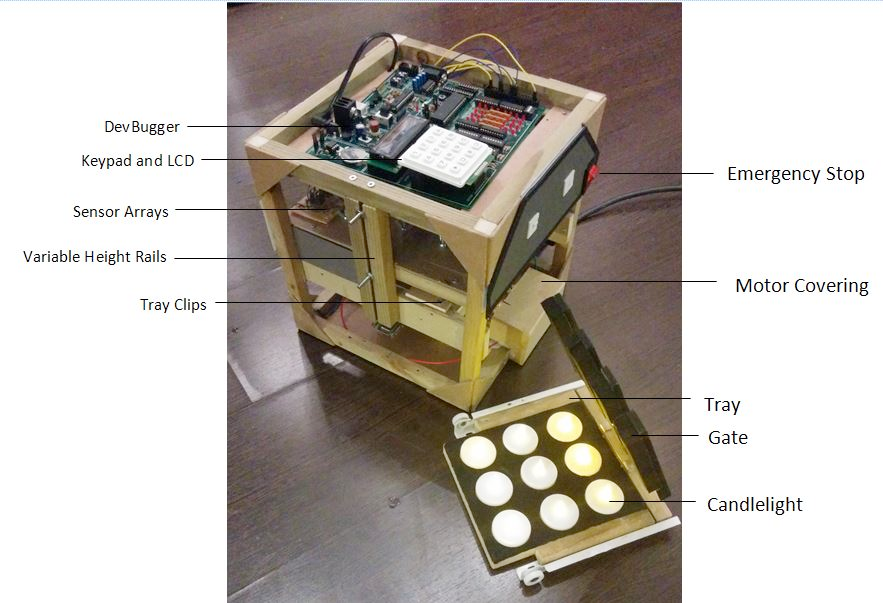 DevBugger
Keypad and LCD
Sensor Arrays
Variable Height Rails
Tray Clips
Emergency Stop
Motor Covering
Tray
Gate
Candlelight